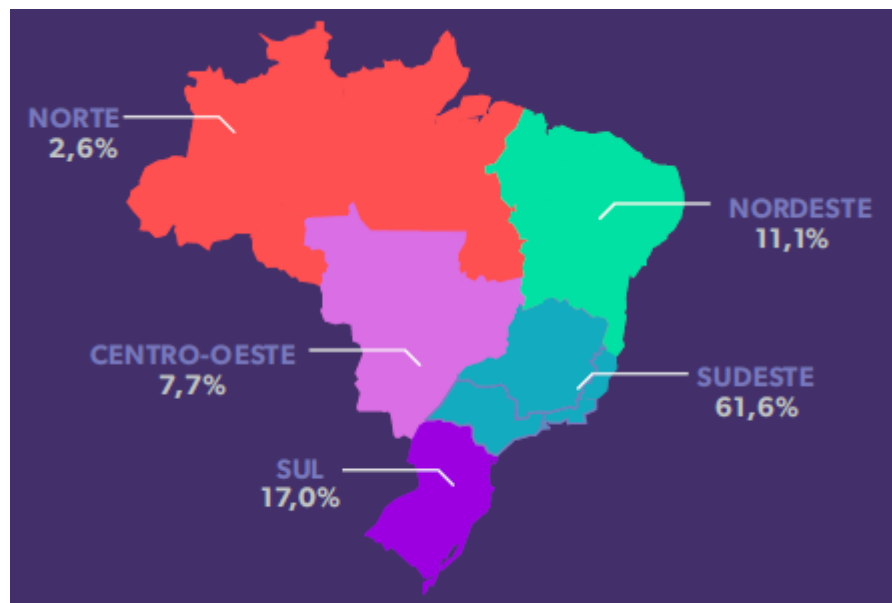 NORTE
2,6%
NORDESTE
11,1%
CENTRO-OESTE
7,7%
SUDESTE
61,6%
SUL
17,0%